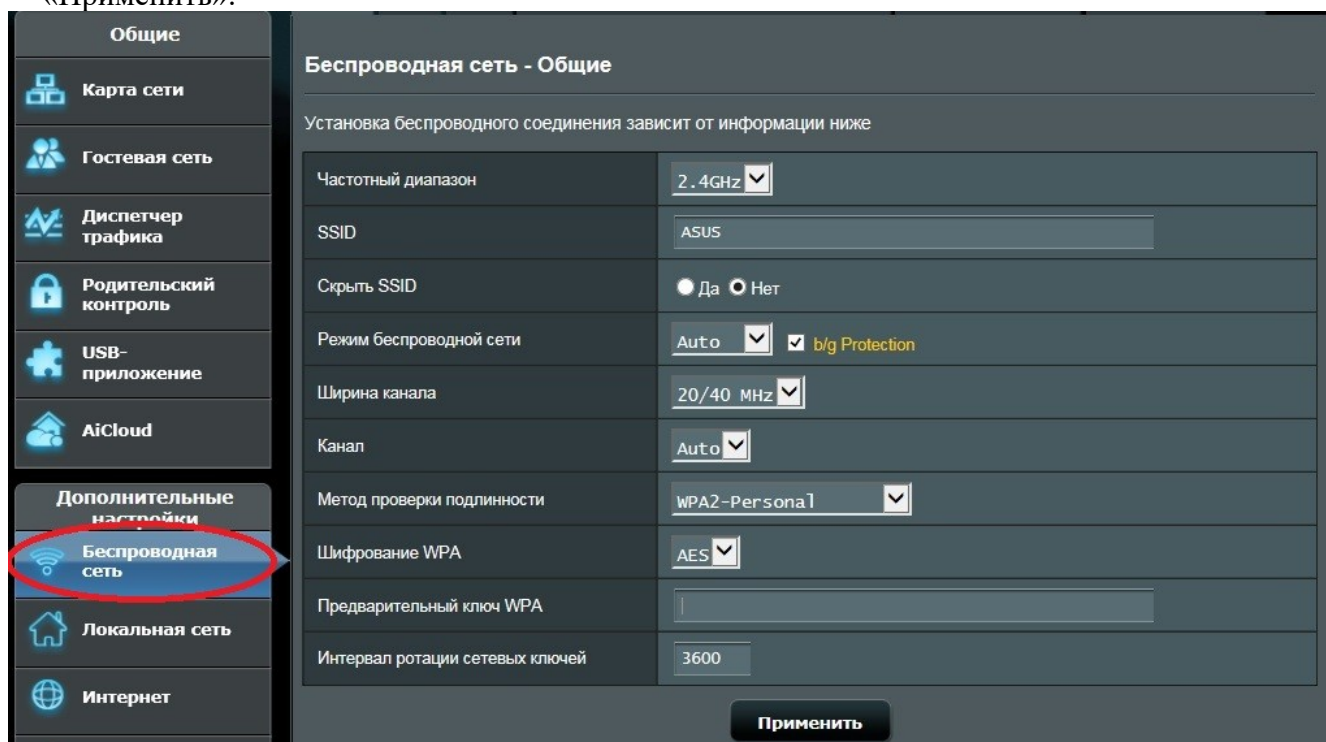 «Применить».
Общие
Карта сети
Гостевая сеть
Диспетчер
трафика
Родительский
контроль
USB-
приложение
AiCloud
Дополнительные
настройки
Беспроводная
сеть
Локальная сеть
Интернет
Беспроводная сеть - Общие
Установка беспроводного соединения зависит от информации ниже
Частотный диапазон 2.4GHz
SSID ASUS
Скрыть SSID Да Нет
Режим беспроводной сети Auto b/g Protection
Ширина канала 20/40 MHz
Канал Auto
Метод проверки подлинности WPA2-Personal
Шифрование WPA AES
Предварительный ключ WPA
Интервал ротации сетевых ключей 3600
Применить